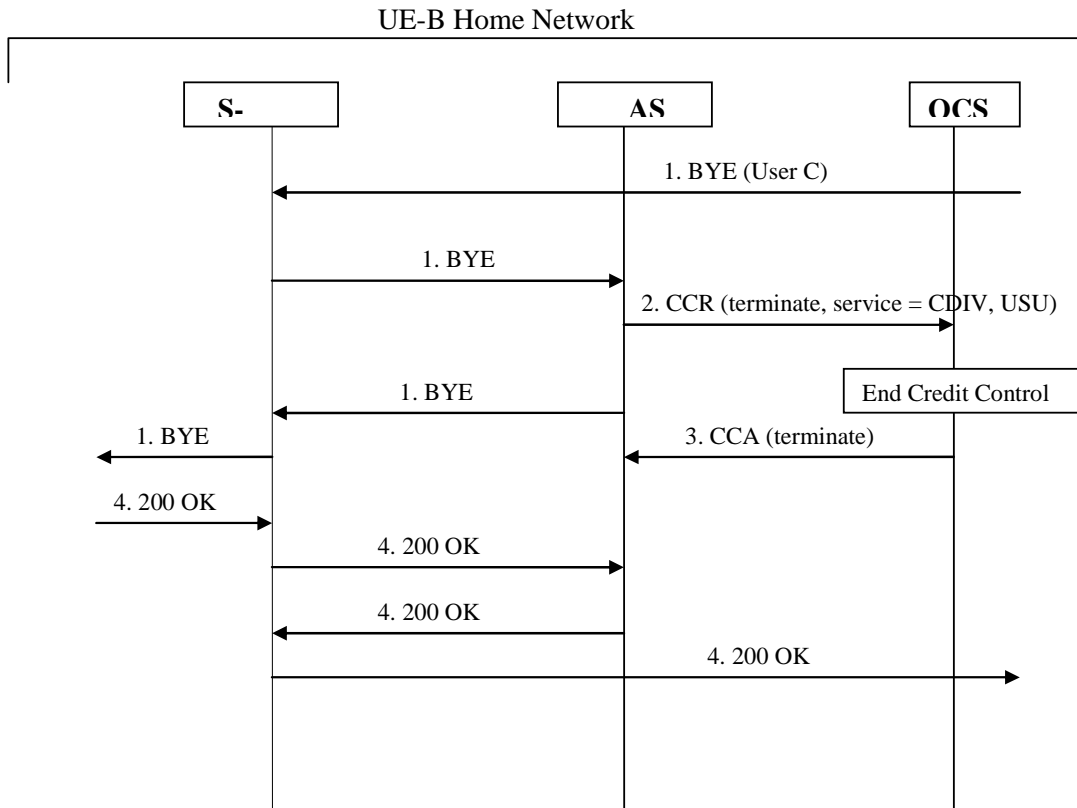 UE-B Home Network
S-
AS
OCS
1. BYE (User C)
1. BYE
2. CCR (terminate, service = CDIV, USU)
End Credit Control
1. BYE
1. BYE
3. CCA (terminate)
4. 200 OK
4. 200 OK
4. 200 OK
4. 200 OK